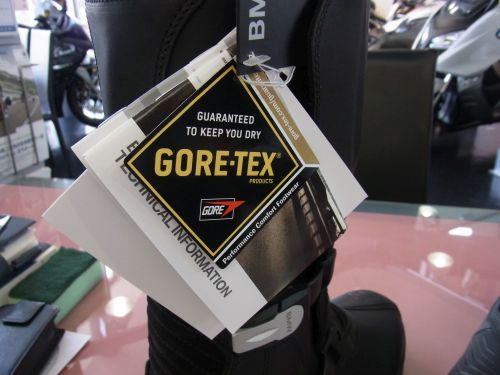 BM
GUARANTEED
TO KEEP YOU DRY
GORE-TEX®
PRODUCTS
GORE
Performance Comfort Footwear
TECHNICAL INFORMATION